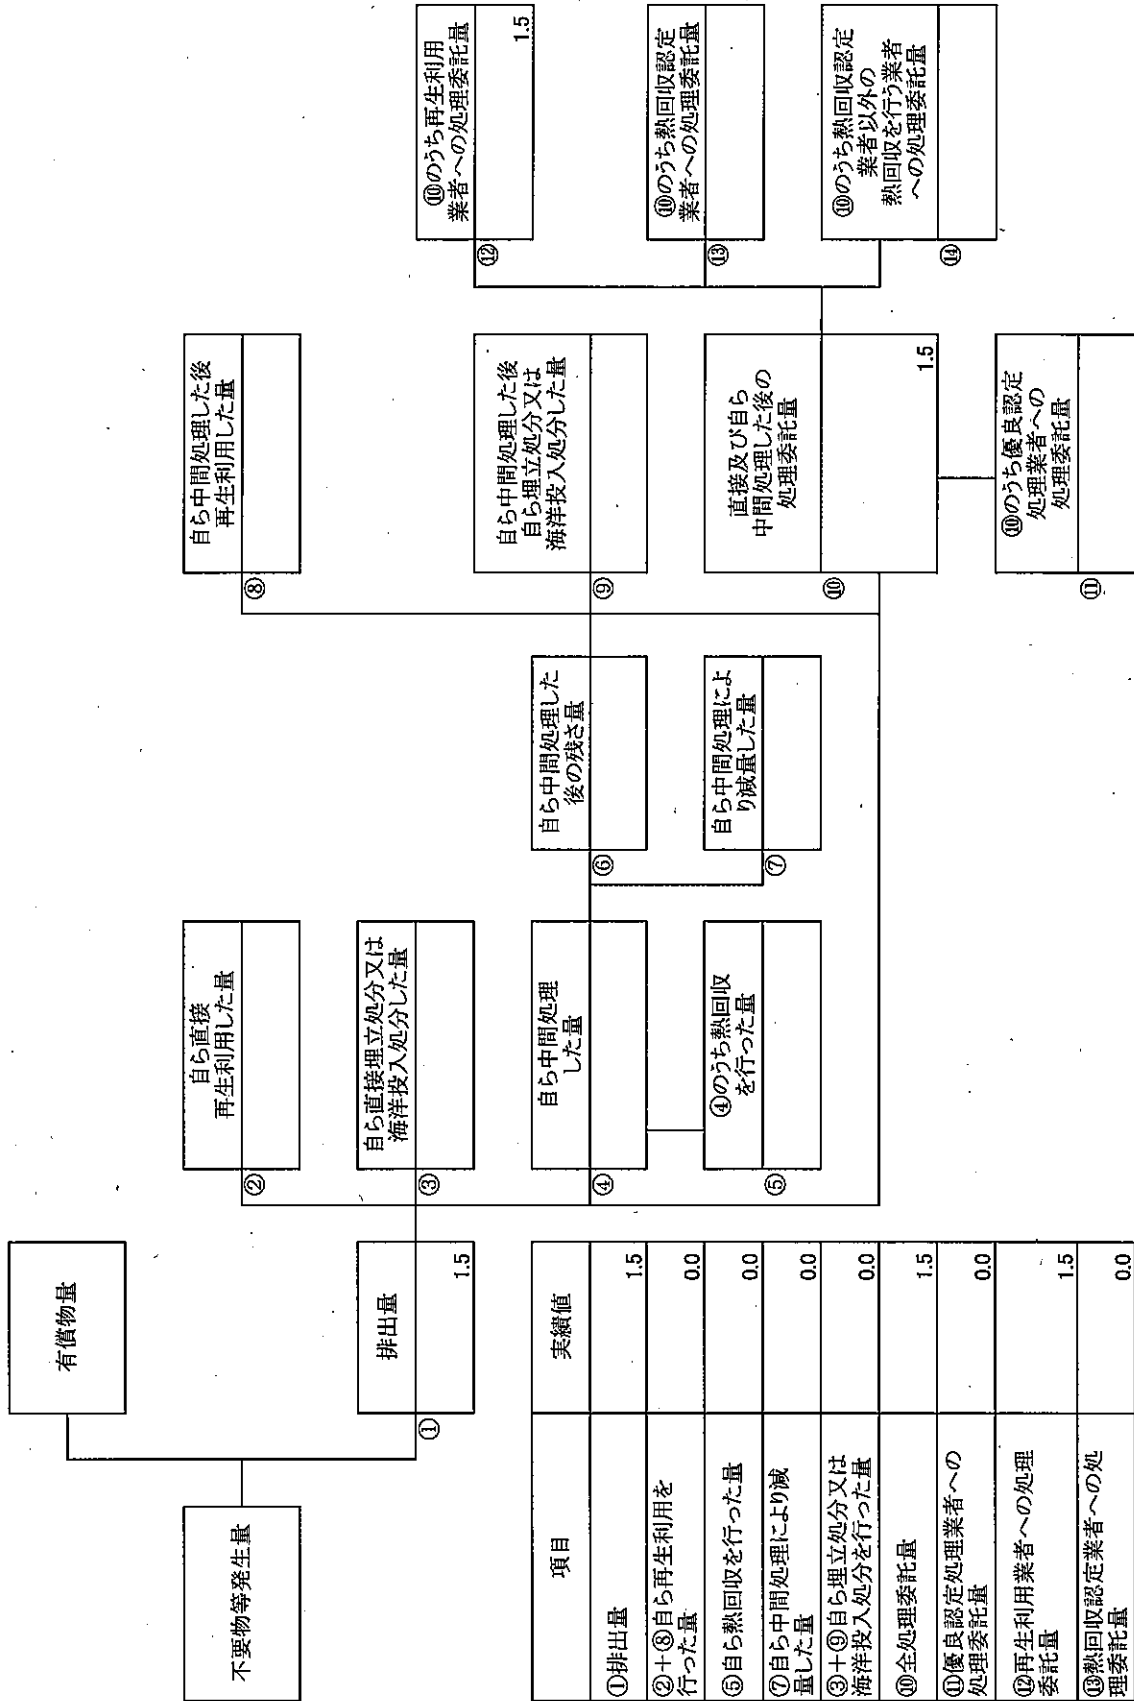 不要物等発生量
有償物量
①
排出量
1.5
②
自ら直接
再生利用した量
③
自ら直接埋立処分又は
海洋投入処分した量
④
自ら中間処理
した量
⑤
④のうち熱回収
を行った量
⑥
自ら中間処理した
後の残さ量
⑦
自ら中間処理によ
り減量した量
⑧
自ら中間処理した後
再生利用した量
⑨
自ら中間処理した後
自ら埋立処分又は
海洋投入処分した量
⑩
直接及び自ら
中間処理した後の
処理委託量
1.5
⑪
⑩のうち優良認定
処理業者への
処理委託量
⑫
⑩のうち再生利用
業者への処理委託量
1.5
⑬
⑩のうち熱回収認定
業者への処理委託量
⑭
⑩のうち熱回収認定
業者以外の
熱回収を行う業者
への処理委託量
項目 実績値
①排出量 1.5
②+⑧自ら再生利用を
行った量 0.0
⑤自ら熱回収を行った量 0.0
⑦自ら中間処理により減
量した量 0.0
③+⑨自ら埋立処分又は
海洋投入処分を行った量 0.0
⑩全処理委託量 1.5
⑪優良認定処理業者への
処理委託量 0.0
⑫再生利用業者への処理
委託量 1.5
⑬熱回収認定業者への処
理委託量 0.0